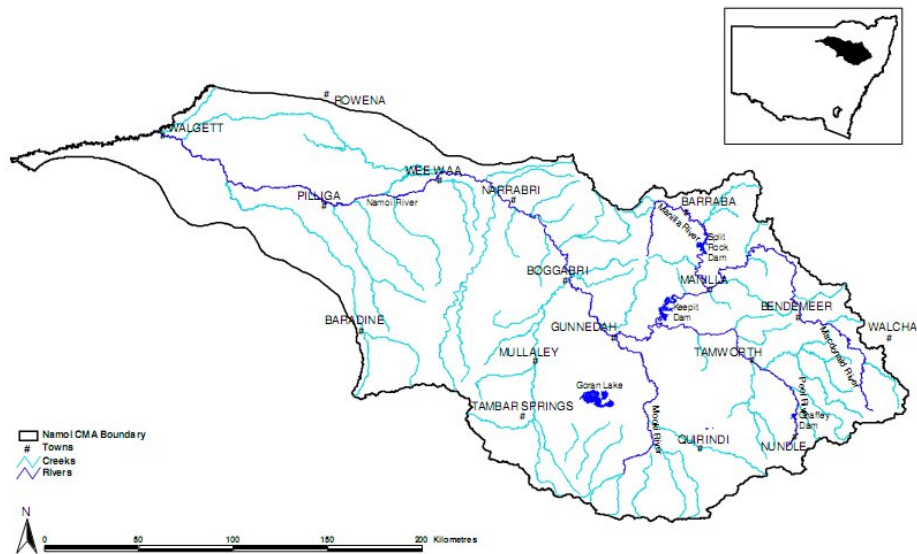 ROWENA
WALGETT
WEE WAA
NARRABRI
PILLIGA
Namoi River
BARRABA
Manilla River
Split
Rock
Dam
BOGGABRI
MANILLA
Keepit
Dam
BENDEMEER
BARADINE
GUNNEDAH
WALCHA
MULLALEY
TAMWORTH
Macdonald River
Goran Lake
Peel River
TAMBAR SPRINGS
Mooki River
Chaffey
Dam
QUIRINDI
NUNDLE
Namoi CMA Boundary
# Towns
Creeks
Rivers
N
0 50 100 150 200 Kilometres